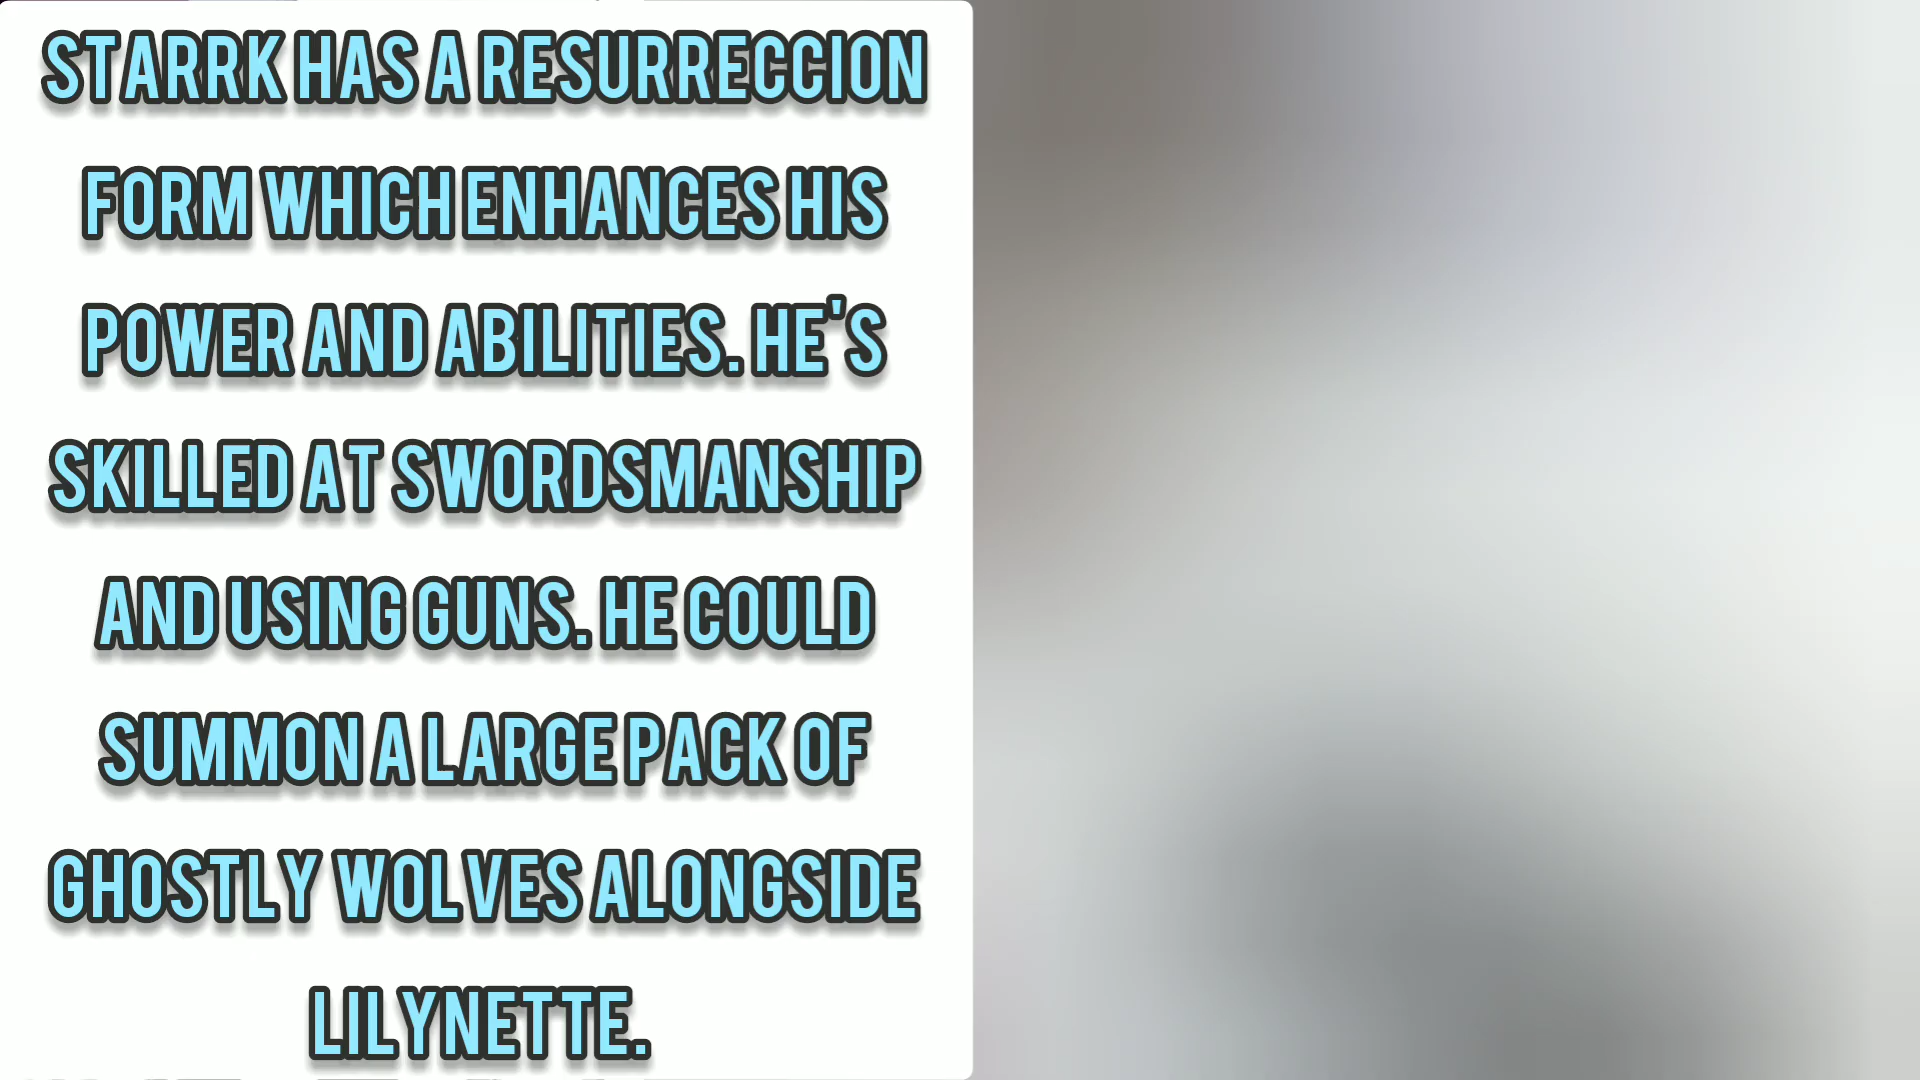 STARRK HAS A RESURRECCION
FORM WHICH ENHANCES HIS
POWER AND ABILITIES. HE'S
SKILLED AT SWORDSMANSHIP
AND USING GUNS. HE COULD
SUMMON A LARGE PACK OF
GHOSTLY WOLVES ALONGSIDE
LILYNETTE.